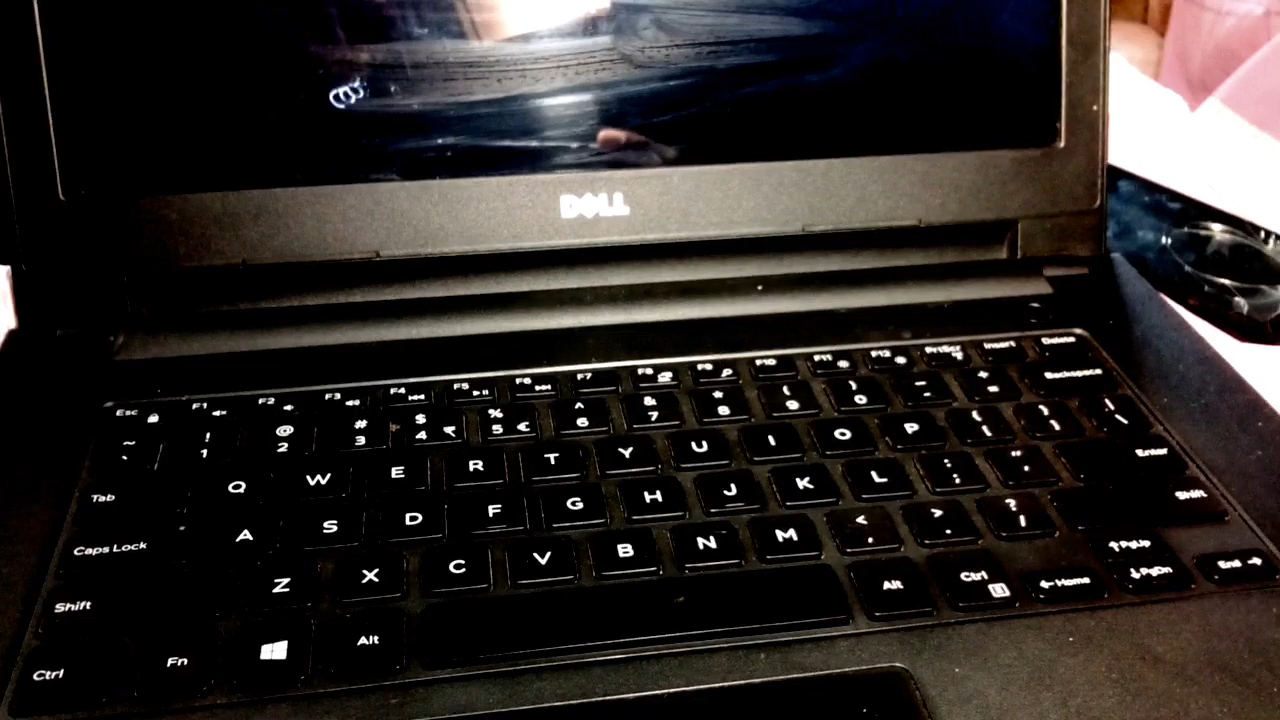 DELL
Esc F1 F2 F3 F4 F5 F6 F7 F8 F9 F10 F11 F12 PrtScr Insert Delete
~ ` ! 1 @ 2 # 3 $ 4 ₹ % 5 € ^ 6 & 7 * 8 ( 9 ) 0 _ - + = Backspace
Tab Q W E R T Y U I O P { [ } ] | \
Caps Lock A S D F G H J K L : ; " ' Enter
Shift Z X C V B N M < , > . ? / Shift
Ctrl Fn Alt Alt Ctrl ← Home ↑ PgUp ↓ PgDn End →